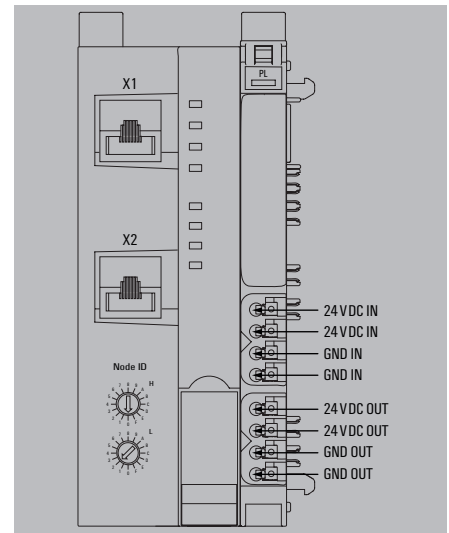 PL
X1
X2
24 V DC IN
24 V DC IN
GND IN
GND IN
Node ID
H
24 V DC OUT
24 V DC OUT
L
GND OUT
GND OUT